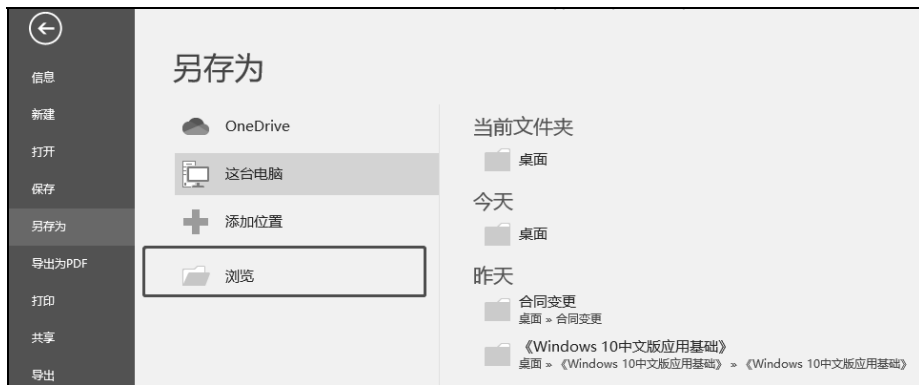 信息
新建
打开
保存
另存为
导出为PDF
打印
共享
导出
另存为
OneDrive
这台电脑
添加位置
浏览
当前文件夹
桌面
今天
桌面
昨天
合同变更
桌面 » 合同变更
《Windows 10中文版应用基础》
桌面 » 《Windows 10中文版应用基础》 » 《Windows 10中文版应用基础》